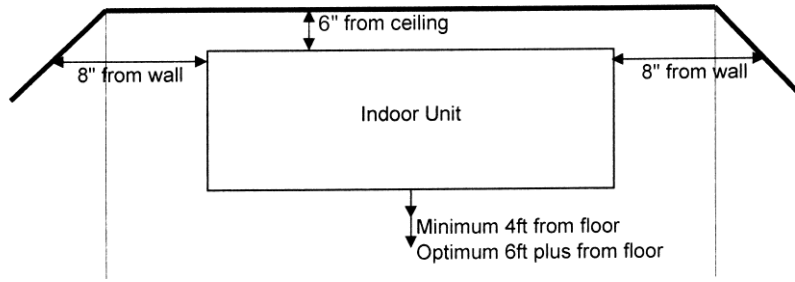 6" from ceiling
8" from wall
8" from wall
Indoor Unit
Minimum 4ft from floor
Optimum 6ft plus from floor